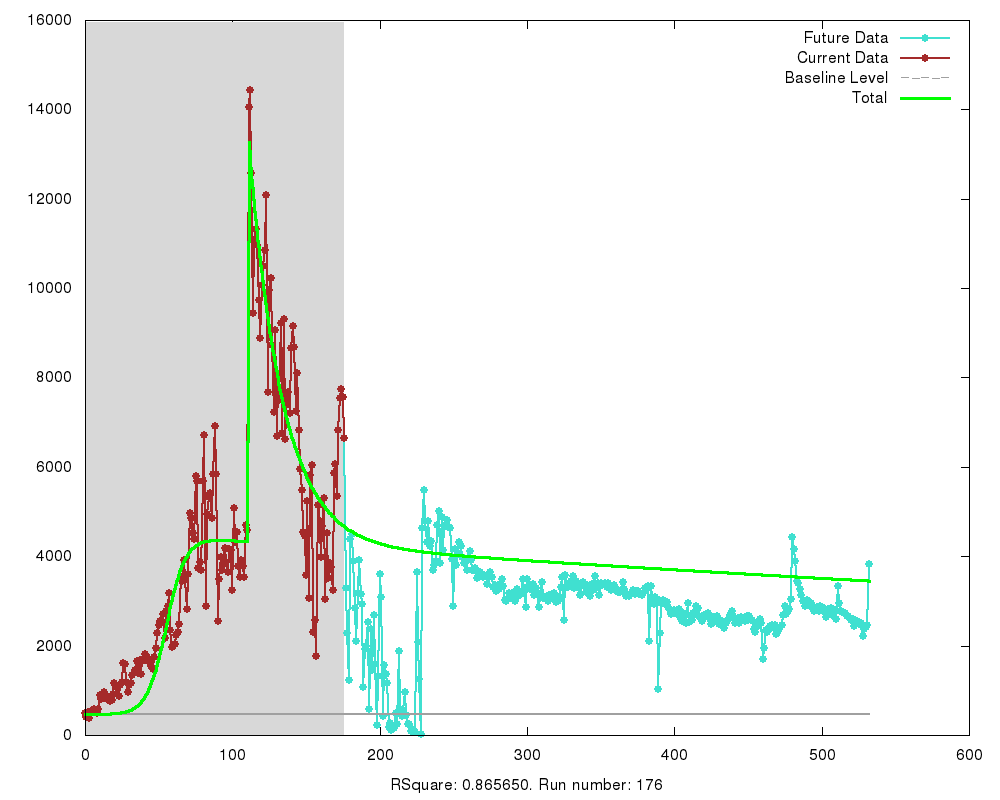 16000
14000
12000
10000
8000
6000
4000
2000
0
0 100 200 300 400 500 600
Future Data
Current Data
Baseline Level
Total
RSquare: 0.865650. Run number: 176